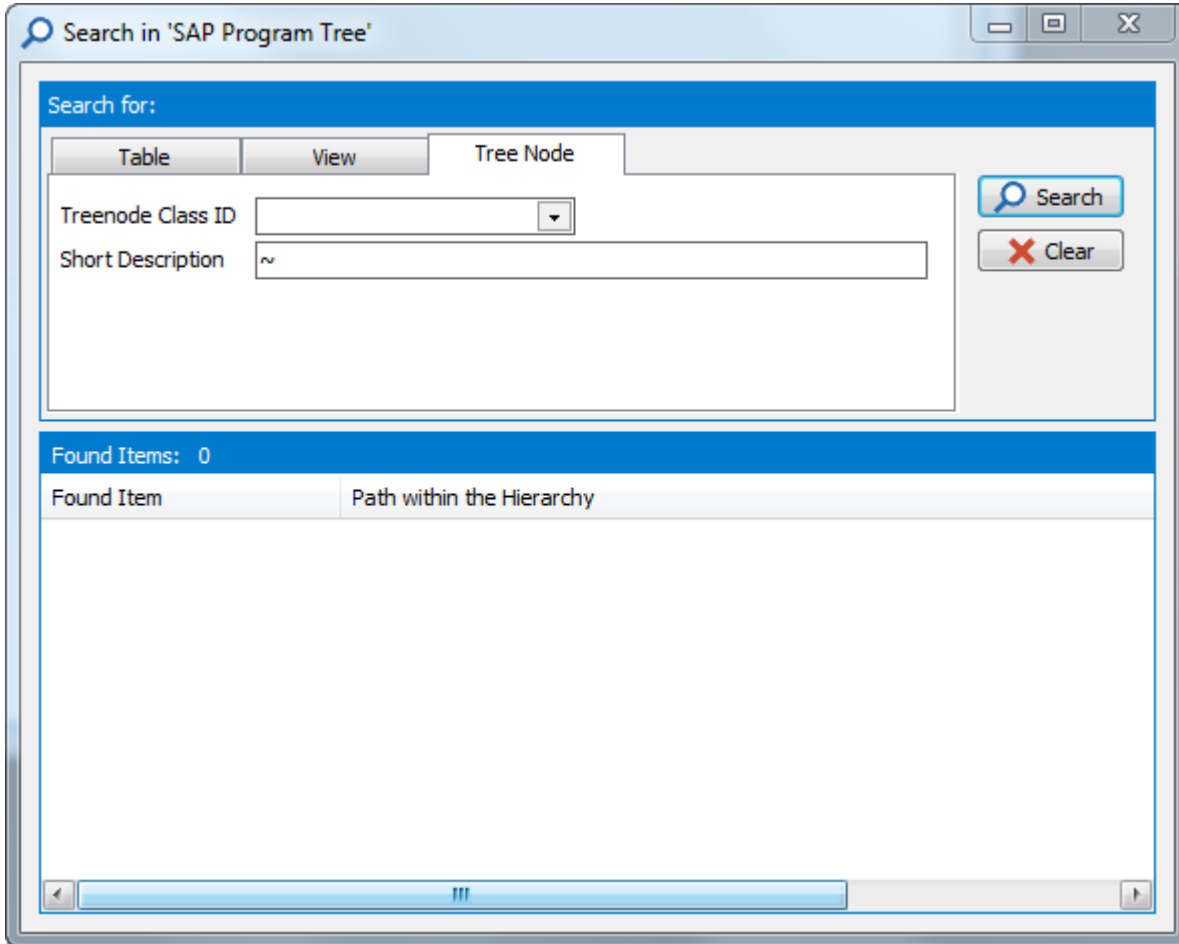 Search in 'SAP Program Tree'
Search for:
Table View Tree Node
Treenode Class ID
Search
Short Description ~
Clear
Found Items: 0
Found Item Path within the Hierarchy